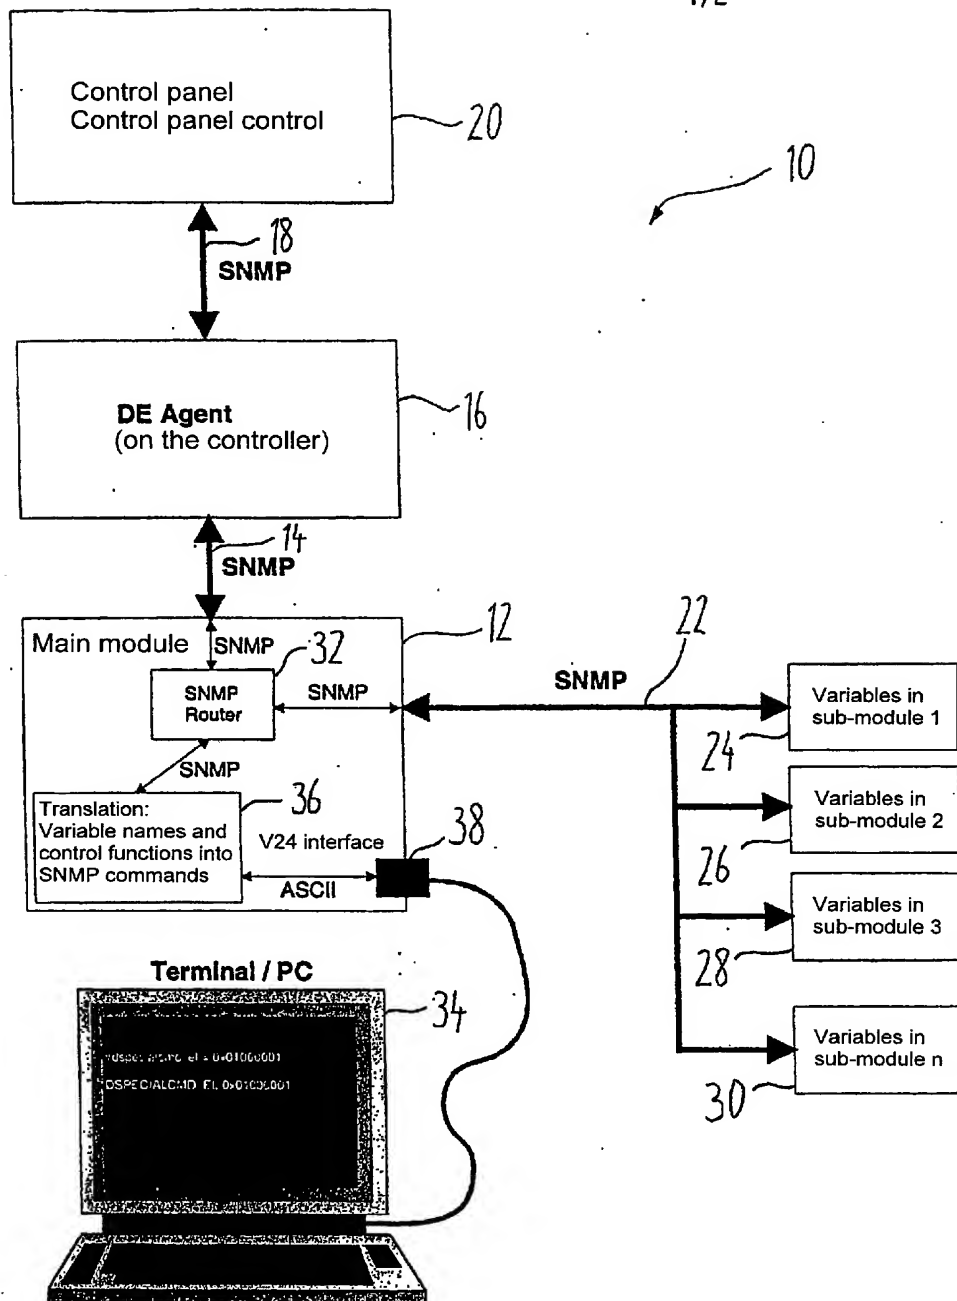 Control panel
Control panel control
20
10
18
SNMP
DE Agent
(on the controller)
16
14
SNMP
Main module
SNMP
32
12
22
SNMP
Router
SNMP
SNMP
Variables in
sub-module 1
24
SNMP
Translation:
Variable names and
control functions into
SNMP commands
36
V24 interface
38
ASCII
Variables in
sub-module 2
26
Variables in
sub-module 3
28
Variables in
sub-module n
30
Terminal / PC
34
0x01000001